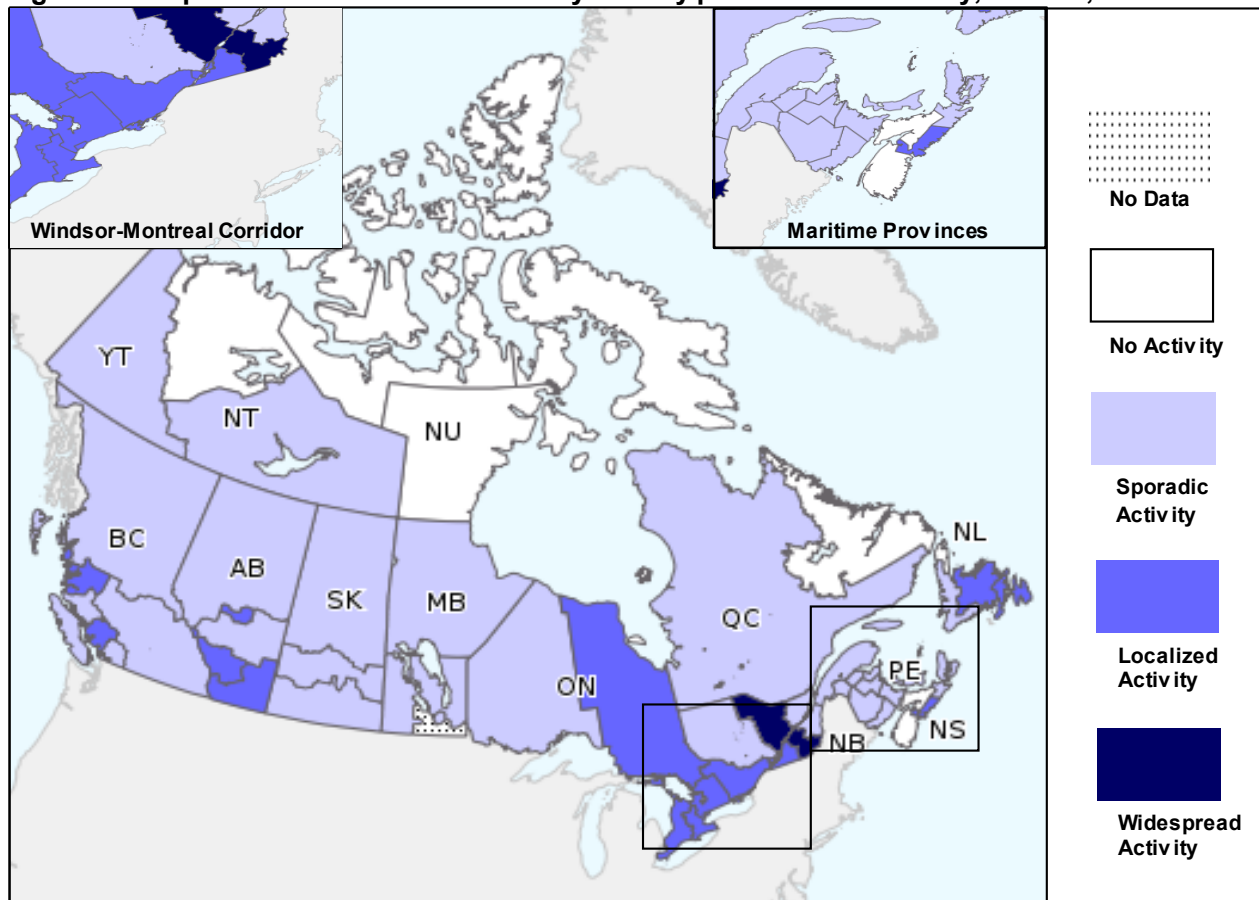 Windsor-Montreal Corridor
Maritime Provinces
No Data
No Activity
Sporadic
Activity
Localized
Activity
Widespread
Activity
YT
NT
NU
BC
AB
SK
MB
ON
QC
NL
PE
NB
NS